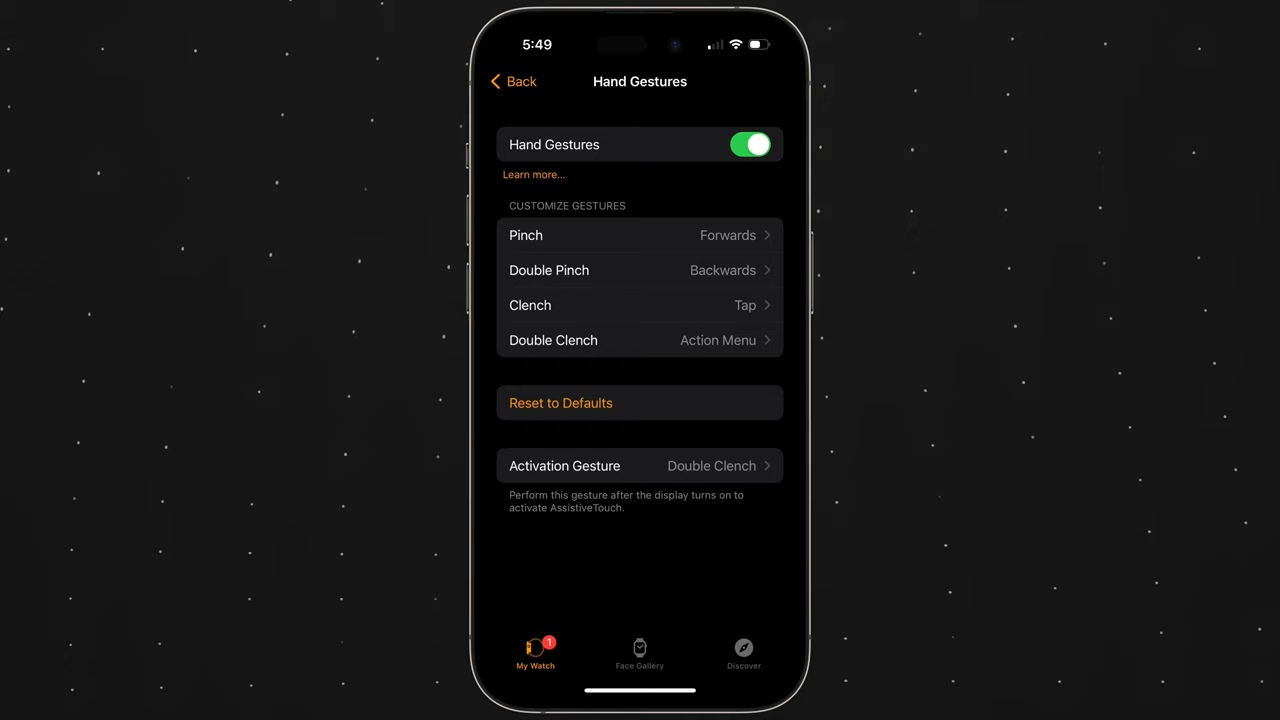 5:49
Back
Hand Gestures
Hand Gestures
Learn more...
CUSTOMIZE GESTURES
Pinch Forwards
Double Pinch Backwards
Clench Tap
Double Clench Action Menu
Reset to Defaults
Activation Gesture Double Clench
Perform this gesture after the display turns on to
activate AssistiveTouch.
1
My Watch Face Gallery Discover